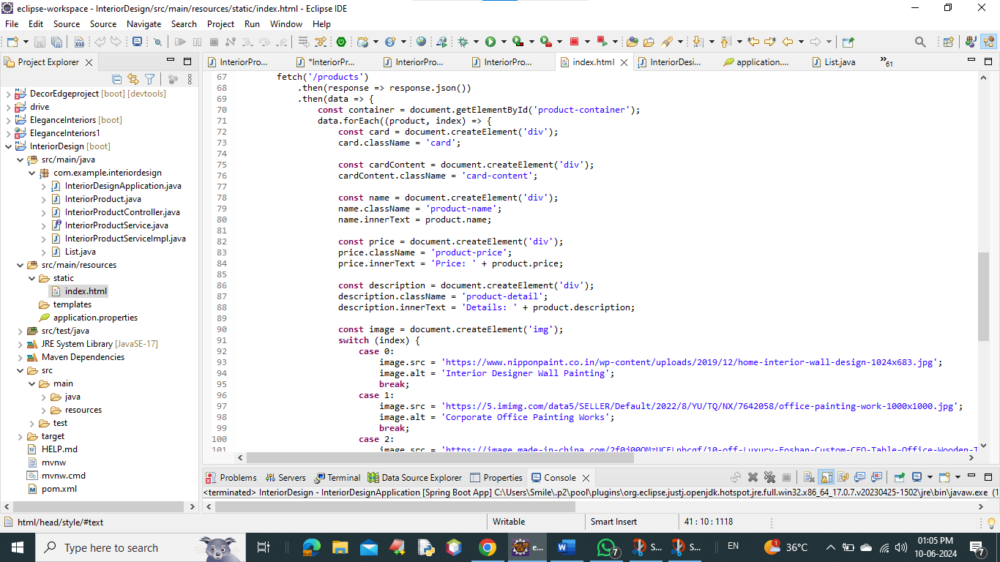 eclipse-workspace - InteriorDesign/src/main/resources/static/index.html - Eclipse IDE
File Edit Source Source Navigate Search Project Run Window Help
Project Explorer
InteriorPro...
*InteriorPr...
InteriorPro...
InteriorPro...
index.html
InteriorDesi...
application....
List.java
»61
DecorEdgeproject [boot] [devtools]
drive
EleganceInteriors [boot]
EleganceInteriors1
InteriorDesign [boot]
src/main/java
com.example.interiordesign
InteriorDesignApplication.java
InteriorProduct.java
InteriorProductController.java
InteriorProductService.java
InteriorProductServiceImpl.java
List.java
src/main/resources
static
index.html
templates
application.properties
src/test/java
JRE System Library [JavaSE-17]
Maven Dependencies
src
main
java
resources
test
target
HELP.md
mvnw
mvnw.cmd
pom.xml
67 fetch('/products')
68 .then(response => response.json())
69 .then(data => {
70 const container = document.getElementById('product-container');
71 data.forEach((product, index) => {
72 const card = document.createElement('div');
73 card.className = 'card';
74
75 const cardContent = document.createElement('div');
76 cardContent.className = 'card-content';
77
78 const name = document.createElement('div');
79 name.className = 'product-name';
80 name.innerText = product.name;
81
82 const price = document.createElement('div');
83 price.className = 'product-price';
84 price.innerText = 'Price: ' + product.price;
85
86 const description = document.createElement('div');
87 description.className = 'product-detail';
88 description.innerText = 'Details: ' + product.description;
89
90 const image = document.createElement('img');
91 switch (index) {
92 case 0:
93 image.src = 'https://www.nipponpaint.co.in/wp-content/uploads/2019/12/home-interior-wall-design-1024x683.jpg';
94 image.alt = 'Interior Designer Wall Painting';
95 break;
96 case 1:
97 image.src = 'https://5.imimg.com/data5/SELLER/Default/2022/8/YU/TQ/NX/7642058/office-painting-work-1000x1000.jpg';
98 image.alt = 'Corporate Office Painting Works';
99 break;
100 case 2:
101 image.src =
Problems Servers Terminal Data Source Explorer Properties Console
<terminated> InteriorDesign - InteriorDesignApplication [Spring Boot App] C:\Users\Smile\.p2\pool\plugins\org.eclipse.justj.openjdk.hotspot.jre.full.win32.x86_64_17.0.7.v20230425-1502\jre\bin\javaw.exe (1
html/head/style/#text
Writable
Smart Insert
41 : 10 : 1118
Type here to search
e...
7
S...
S...
EN
1
36°C
01:05 PM
10-06-2024
7